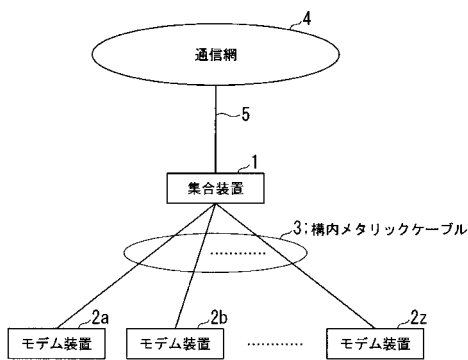 4
通信網
5
1
集合装置
3;構内メタリックケーブル
2a
2b
2z
モデム装置
モデム装置
モデム装置